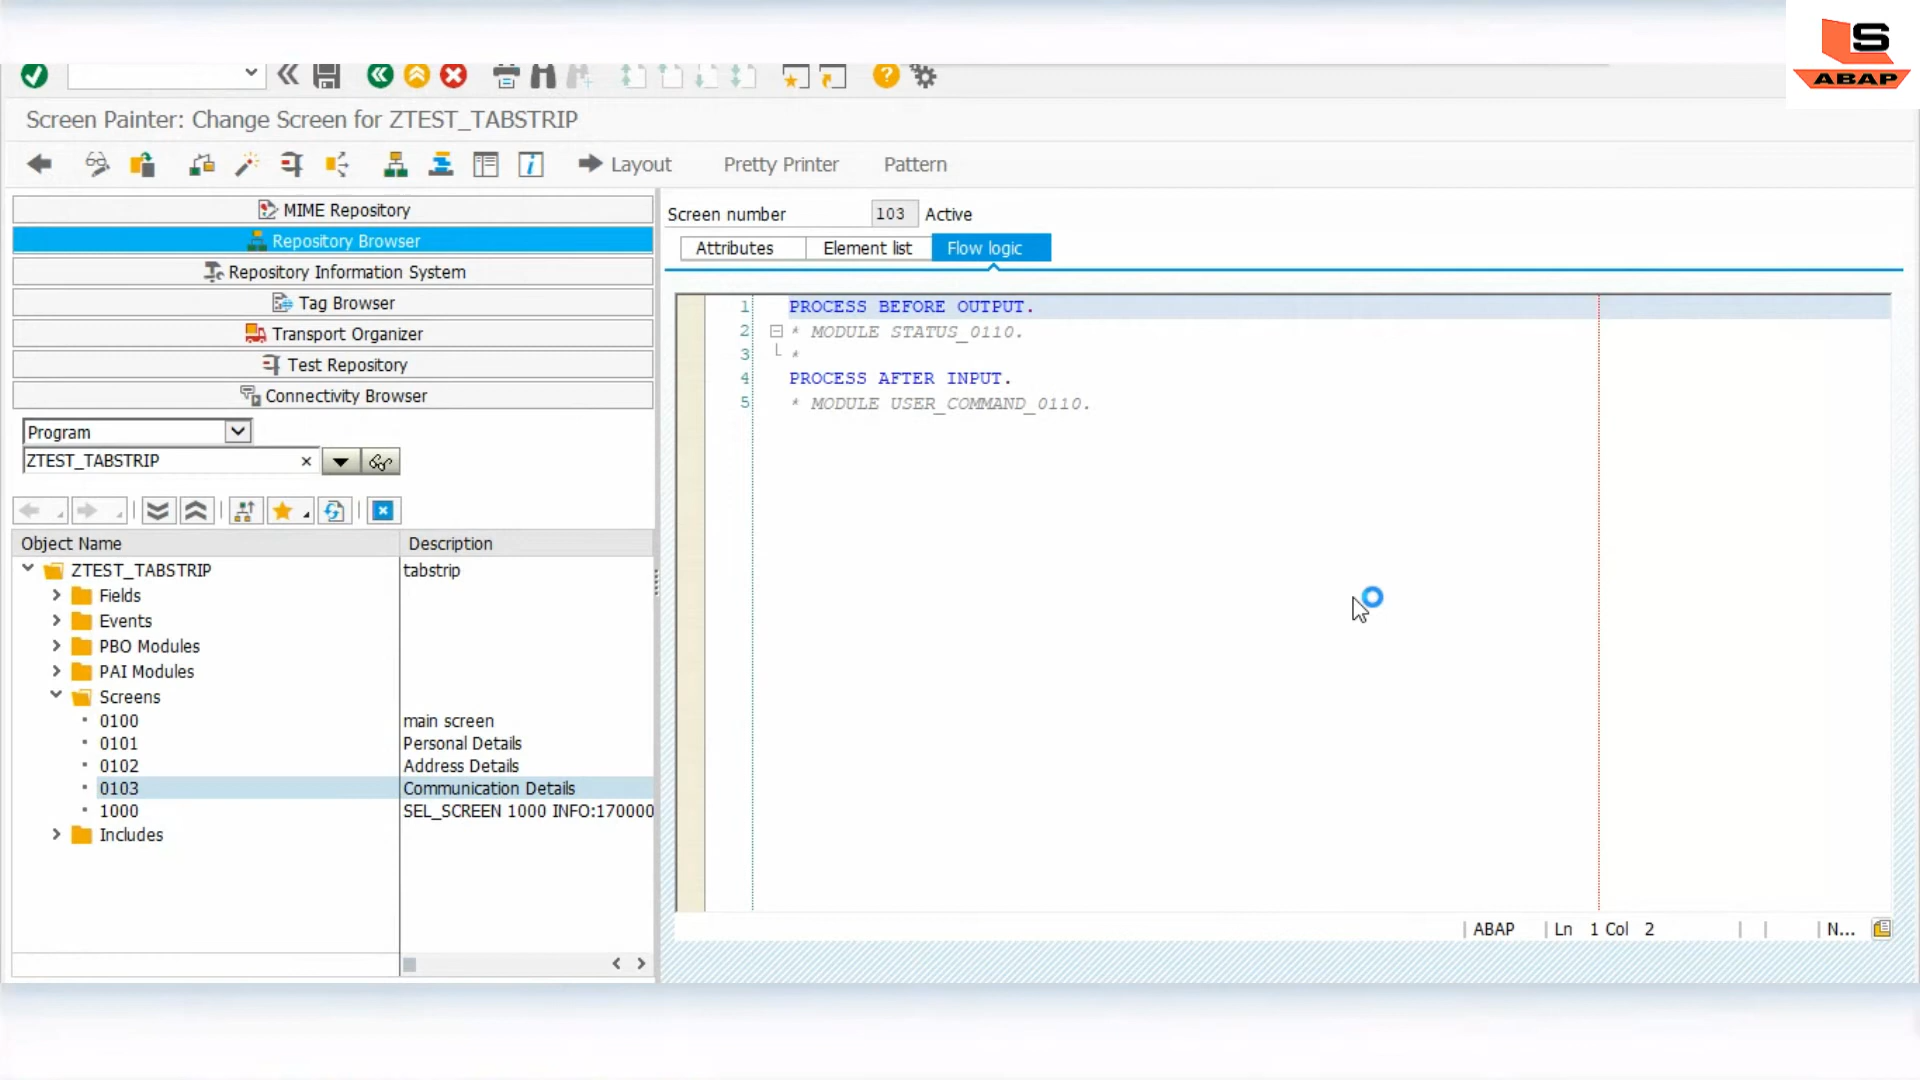 S
ABAP
Screen Painter: Change Screen for ZTEST_TABSTRIP
Layout Pretty Printer Pattern
MIME Repository
Repository Browser
Repository Information System
Tag Browser
Transport Organizer
Test Repository
Connectivity Browser
Program
ZTEST_TABSTRIP
Object Name Description
ZTEST_TABSTRIP tabstrip
Fields
Events
PBO Modules
PAI Modules
Screens
0100 main screen
0101 Personal Details
0102 Address Details
0103 Communication Details
1000 SEL_SCREEN 1000 INFO:170000
Includes
Screen number 103 Active
Attributes Element list Flow logic
1 PROCESS BEFORE OUTPUT.
2 * MODULE STATUS_0110.
3 *
4 PROCESS AFTER INPUT.
5 * MODULE USER_COMMAND_0110.
ABAP Ln 1 Col 2 N...